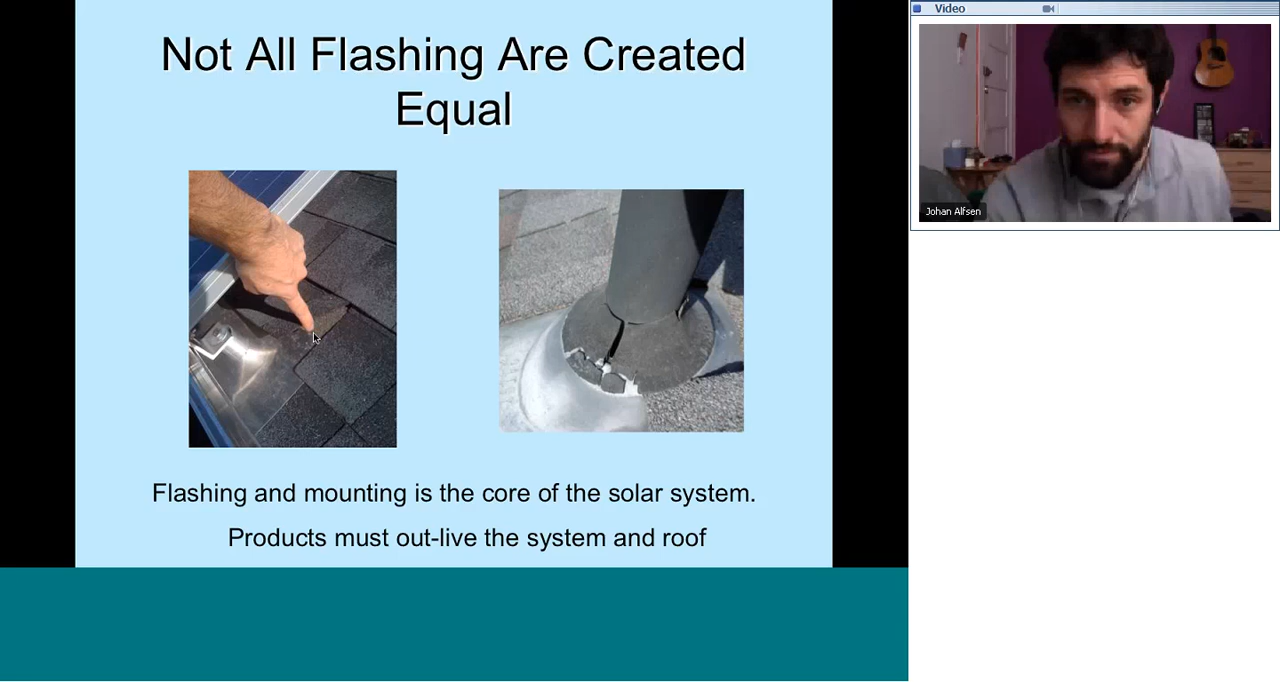 Not All Flashing Are Created
Equal
Flashing and mounting is the core of the solar system.
Products must out-live the system and roof
Video
Johan Alfsen